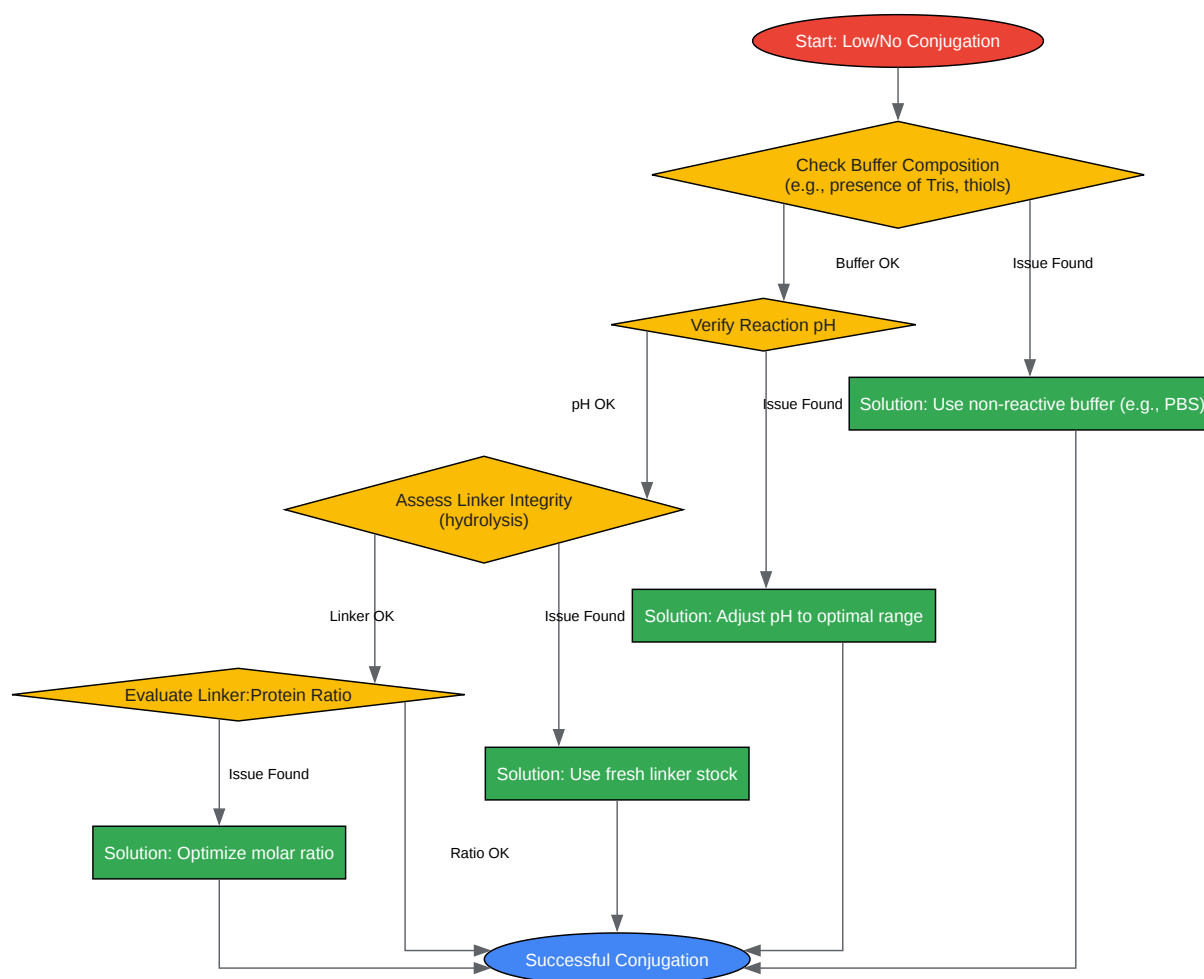 Start: Low/No Conjugation
Check Buffer Composition
(e.g., presence of Tris, thiols)
Buffer OK
Issue Found
Verify Reaction pH
pH OK
Issue Found
Solution: Use non-reactive buffer (e.g., PBS)
Assess Linker Integrity
(hydrolysis)
Linker OK
Issue Found
Solution: Adjust pH to optimal range
Evaluate Linker:Protein Ratio
Issue Found
Solution: Use fresh linker stock
Solution: Optimize molar ratio
Ratio OK
Successful Conjugation